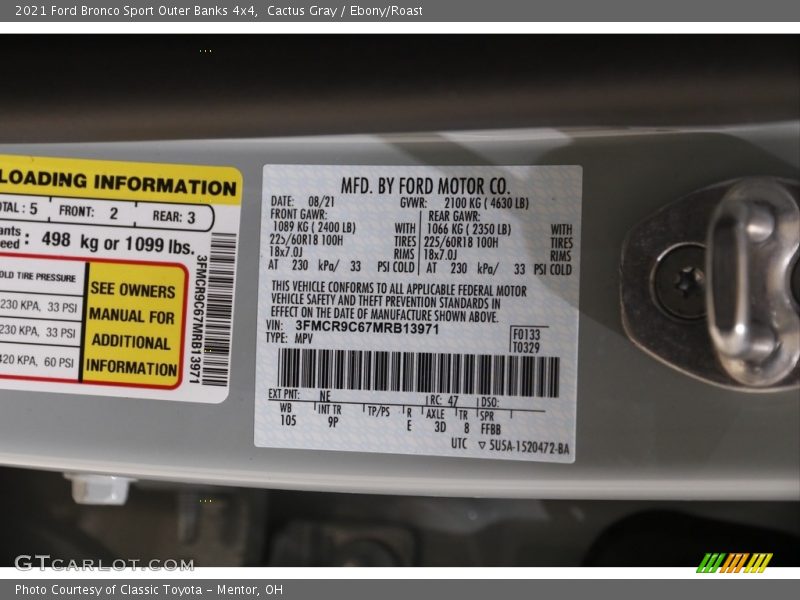 2021 Ford Bronco Sport Outer Banks 4x4, Cactus Gray / Ebony/Roast
LOADING INFORMATION
OTAL: 5 FRONT: 2 REAR: 3
ants
eed : 498 kg or 1099 lbs.
OLD TIRE PRESSURE
230 KPA, 33 PSI
230 KPA, 33 PSI
420 KPA, 60 PSI
SEE OWNERS
MANUAL FOR
ADDITIONAL
INFORMATION
3FMCR9C67MRB13971
MFD. BY FORD MOTOR CO.
DATE: 08/21 GVWR: 2100 KG ( 4630 LB)
FRONT GAWR: REAR GAWR:
1089 KG ( 2400 LB) WITH 1066 KG ( 2350 LB) WITH
225/60R18 100H TIRES 225/60R18 100H TIRES
18x7.0J RIMS 18x7.0J RIMS
AT 230 kPa/ 33 PSI COLD AT 230 kPa/ 33 PSI COLD
THIS VEHICLE CONFORMS TO ALL APPLICABLE FEDERAL MOTOR
VEHICLE SAFETY AND THEFT PREVENTION STANDARDS IN
EFFECT ON THE DATE OF MANUFACTURE SHOWN ABOVE.
VIN: 3FMCR9C67MRB13971
TYPE: MPV
F0133
T0329
EXT PNT: NE RC: 47 DSO:
WB INT TR TP/PS R AXLE TR SPR
105 9P E 3D 8 FFBB
UTC ▽ 5USA-1520472-BA
GTCarLot.com
Photo Courtesy of Classic Toyota - Mentor, OH